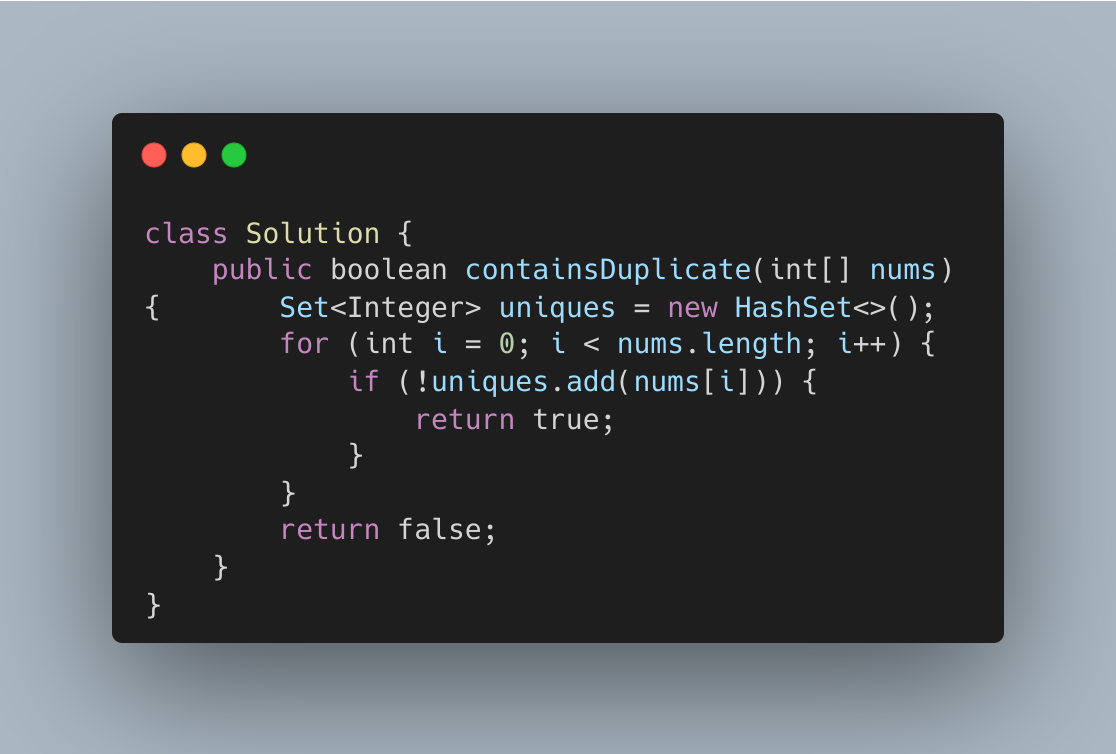 class Solution {
    public boolean containsDuplicate(int[] nums)
{       Set<Integer> uniques = new HashSet<>();
        for (int i = 0; i < nums.length; i++) {
            if (!uniques.add(nums[i])) {
                return true;
            }
        }
        return false;
    }
}